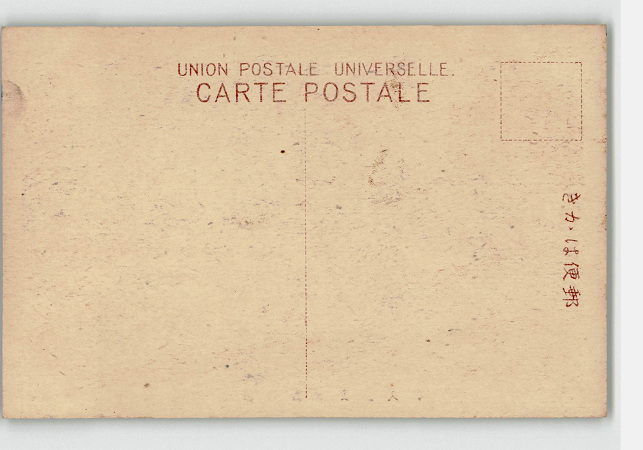 UNION POSTALE UNIVERSELLE.
CARTE POSTALE
郵便はかき